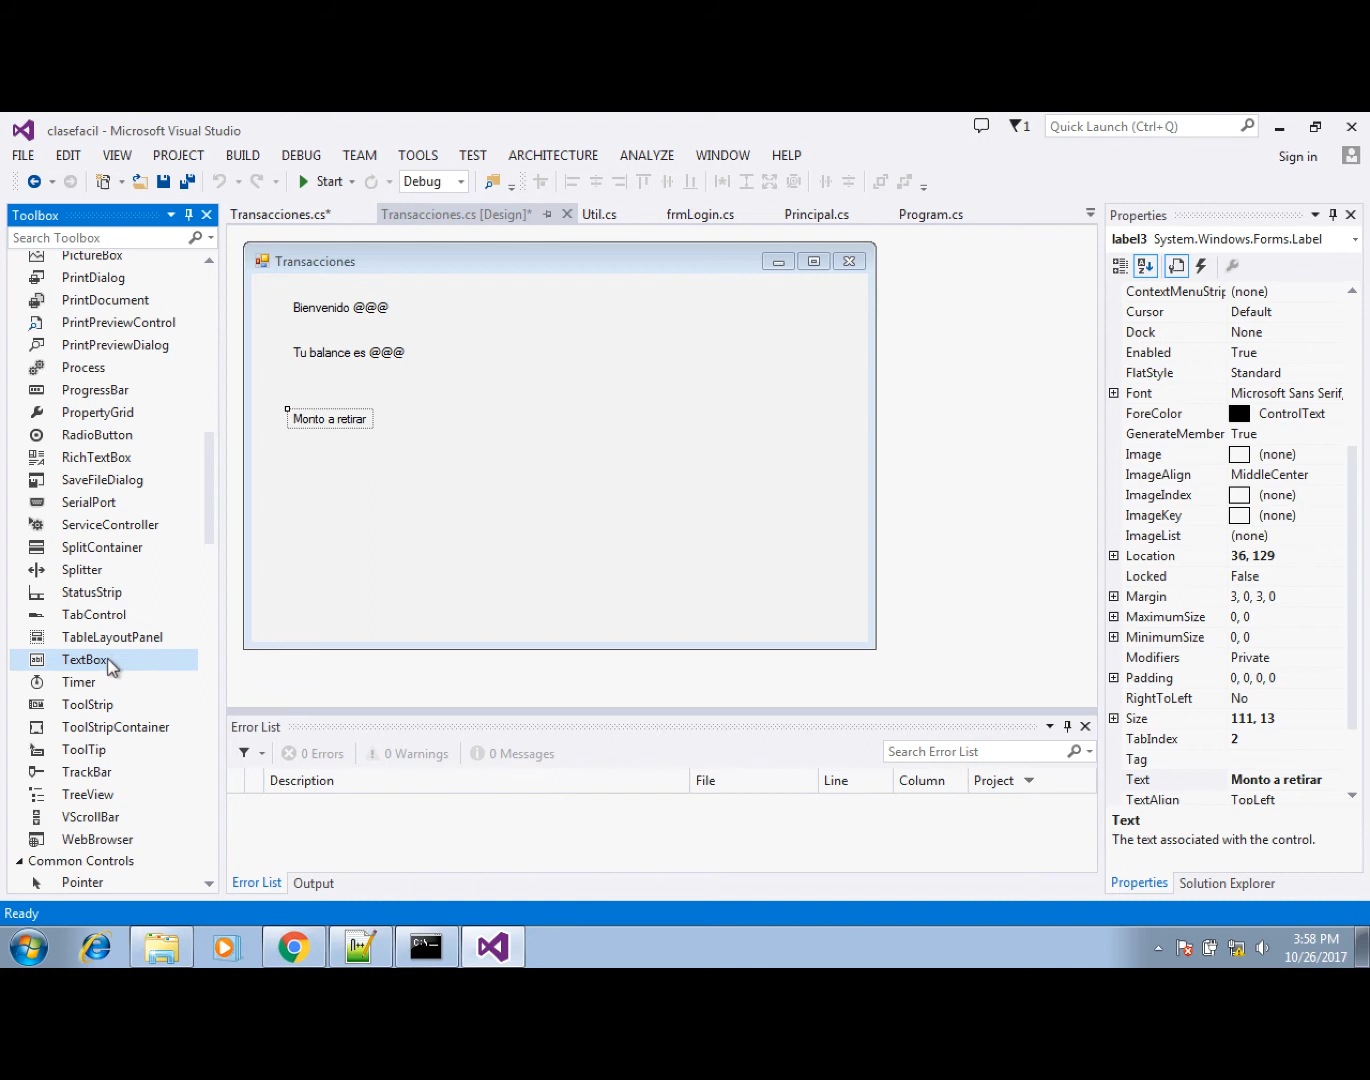 clasefacil - Microsoft Visual Studio
1
Quick Launch (Ctrl+Q)
FILE EDIT VIEW PROJECT BUILD DEBUG TEAM TOOLS TEST ARCHITECTURE ANALYZE WINDOW HELP
Sign in
Start Debug
Toolbox
Search Toolbox
PictureBox
PrintDialog
PrintDocument
PrintPreviewControl
PrintPreviewDialog
Process
ProgressBar
PropertyGrid
RadioButton
RichTextBox
SaveFileDialog
SerialPort
ServiceController
SplitContainer
Splitter
StatusStrip
TabControl
TableLayoutPanel
TextBox
Timer
ToolStrip
ToolStripContainer
ToolTip
TrackBar
TreeView
VScrollBar
WebBrowser
Common Controls
Pointer
Transacciones.cs* Transacciones.cs [Design]* Util.cs frmLogin.cs Principal.cs Program.cs
Transacciones
Bienvenido @@@
Tu balance es @@@
Monto a retirar
Error List
0 Errors 0 Warnings 0 Messages
Search Error List
Description File Line Column Project
Error List Output
Properties
label3 System.Windows.Forms.Label
ContextMenuStrip (none)
Cursor Default
Dock None
Enabled True
FlatStyle Standard
Font Microsoft Sans Serif,
ForeColor ControlText
GenerateMember True
Image (none)
ImageAlign MiddleCenter
ImageIndex (none)
ImageKey (none)
ImageList (none)
Location 36, 129
Locked False
Margin 3, 0, 3, 0
MaximumSize 0, 0
MinimumSize 0, 0
Modifiers Private
Padding 0, 0, 0, 0
RightToLeft No
Size 111, 13
TabIndex 2
Tag
Text Monto a retirar
TextAlign TopLeft
Text
The text associated with the control.
Properties Solution Explorer
Ready
3:58 PM
10/26/2017